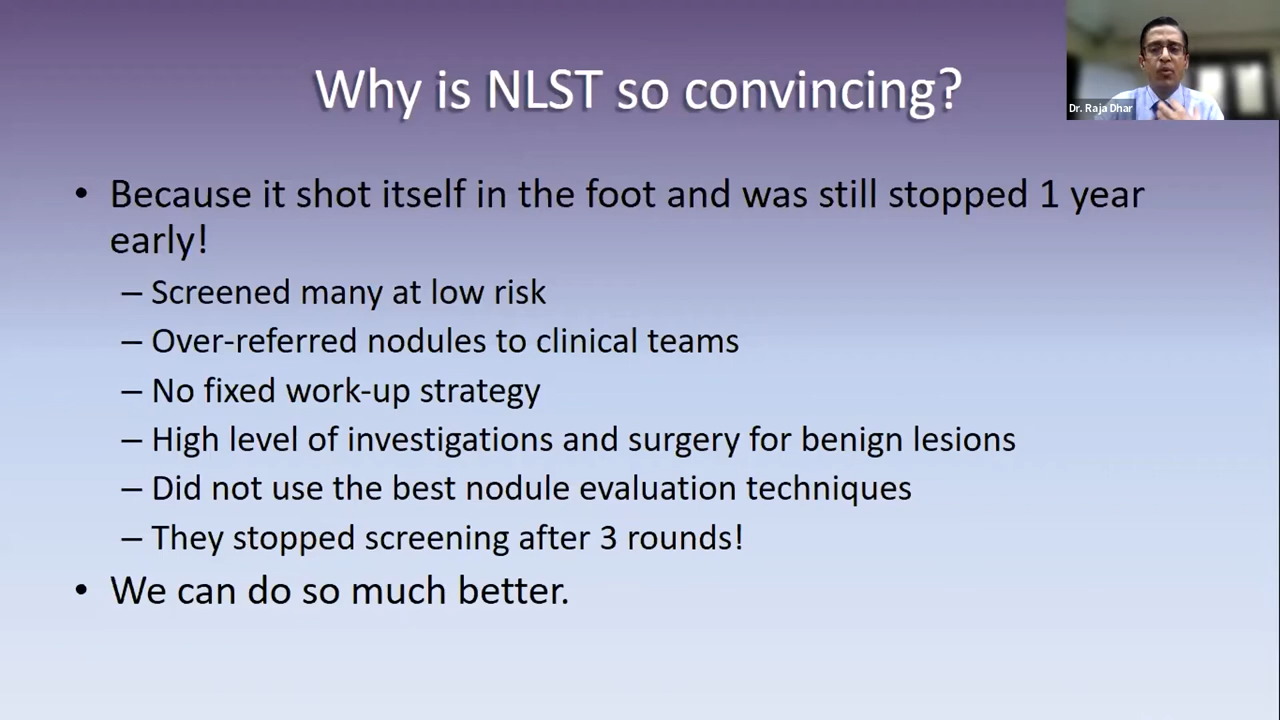 Why is NLST so convincing?
Dr. Raja Dhar
• Because it shot itself in the foot and was still stopped 1 year
early!
– Screened many at low risk
– Over-referred nodules to clinical teams
– No fixed work-up strategy
– High level of investigations and surgery for benign lesions
– Did not use the best nodule evaluation techniques
– They stopped screening after 3 rounds!
• We can do so much better.